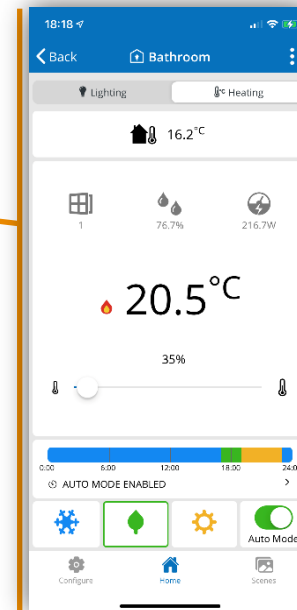 18:18
Back
Bathroom
Lighting
°C Heating
16.2°C
1
76.7%
216.7W
20.5°C
35%
0:00 6:00 12:00 18:00 24:0
AUTO MODE ENABLED
Auto Mode
Configure
Home
Scenes